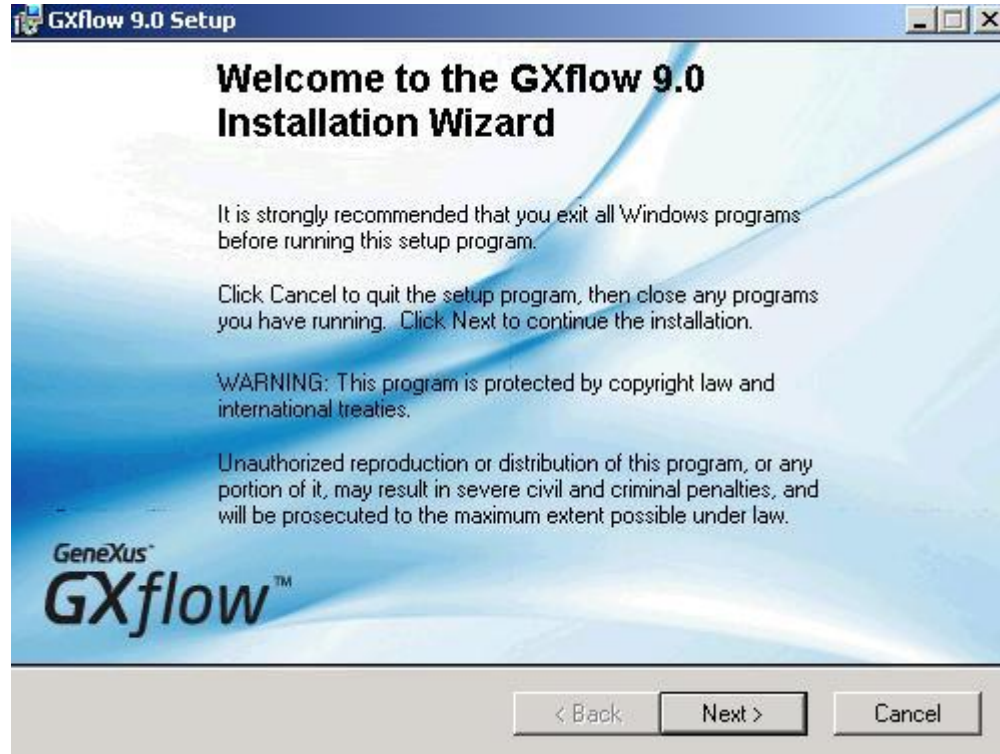 GXflow 9.0 Setup
Welcome to the GXflow 9.0
Installation Wizard
It is strongly recommended that you exit all Windows programs
before running this setup program.
Click Cancel to quit the setup program, then close any programs
you have running.  Click Next to continue the installation.
WARNING: This program is protected by copyright law and
international treaties.
Unauthorized reproduction or distribution of this program, or any
portion of it, may result in severe civil and criminal penalties, and
will be prosecuted to the maximum extent possible under law.
GeneXus™
GXflow™
< Back
Next >
Cancel